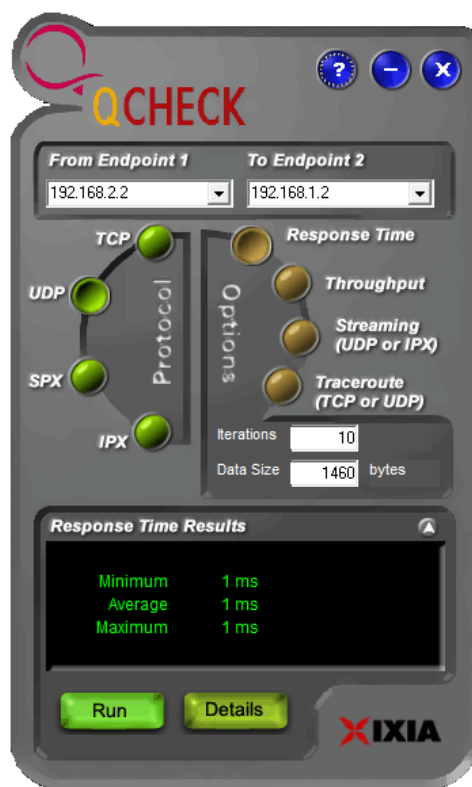 ? – X
QCHECK
From Endpoint 1 To Endpoint 2
192.168.2.2 192.168.1.2
TCP Response Time
UDP Throughput
SPX Streaming
(UDP or IPX)
IPX Traceroute
(TCP or UDP)
Protocol Options
Iterations 10
Data Size 1460 bytes
Response Time Results
Minimum 1 ms
Average 1 ms
Maximum 1 ms
Run Details
IXIA